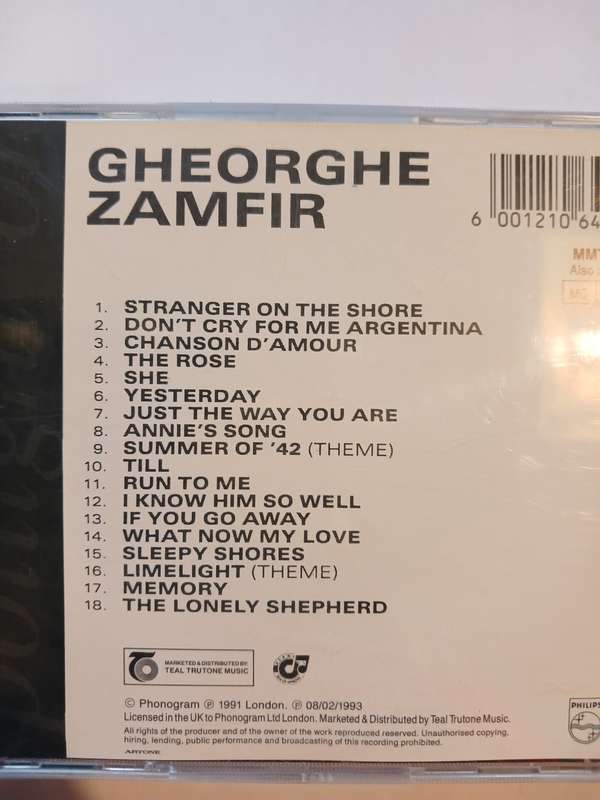 GHEORGHE
ZAMFIR
6 001210 64
MM
Also
MC
1. STRANGER ON THE SHORE
2. DON'T CRY FOR ME ARGENTINA
3. CHANSON D'AMOUR
4. THE ROSE
5. SHE
6. YESTERDAY
7. JUST THE WAY YOU ARE
8. ANNIE'S SONG
9. SUMMER OF '42 (THEME)
10. TILL
11. RUN TO ME
12. I KNOW HIM SO WELL
13. IF YOU GO AWAY
14. WHAT NOW MY LOVE
15. SLEEPY SHORES
16. LIMELIGHT (THEME)
17. MEMORY
18. THE LONELY SHEPHERD
MARKETED & DISTRIBUTED BY:
TEAL TRUTONE MUSIC
© Phonogram ℗ 1991 London. ℗ 08/02/1993
Licensed in the UK to Phonogram Ltd London. Marketed & Distributed by Teal Trutone Music.
All rights of the producer and of the owner of the work reproduced reserved. Unauthorised copying,
hiring, lending, public performance and broadcasting of this recording prohibited.
ARTONE
PHILIPS